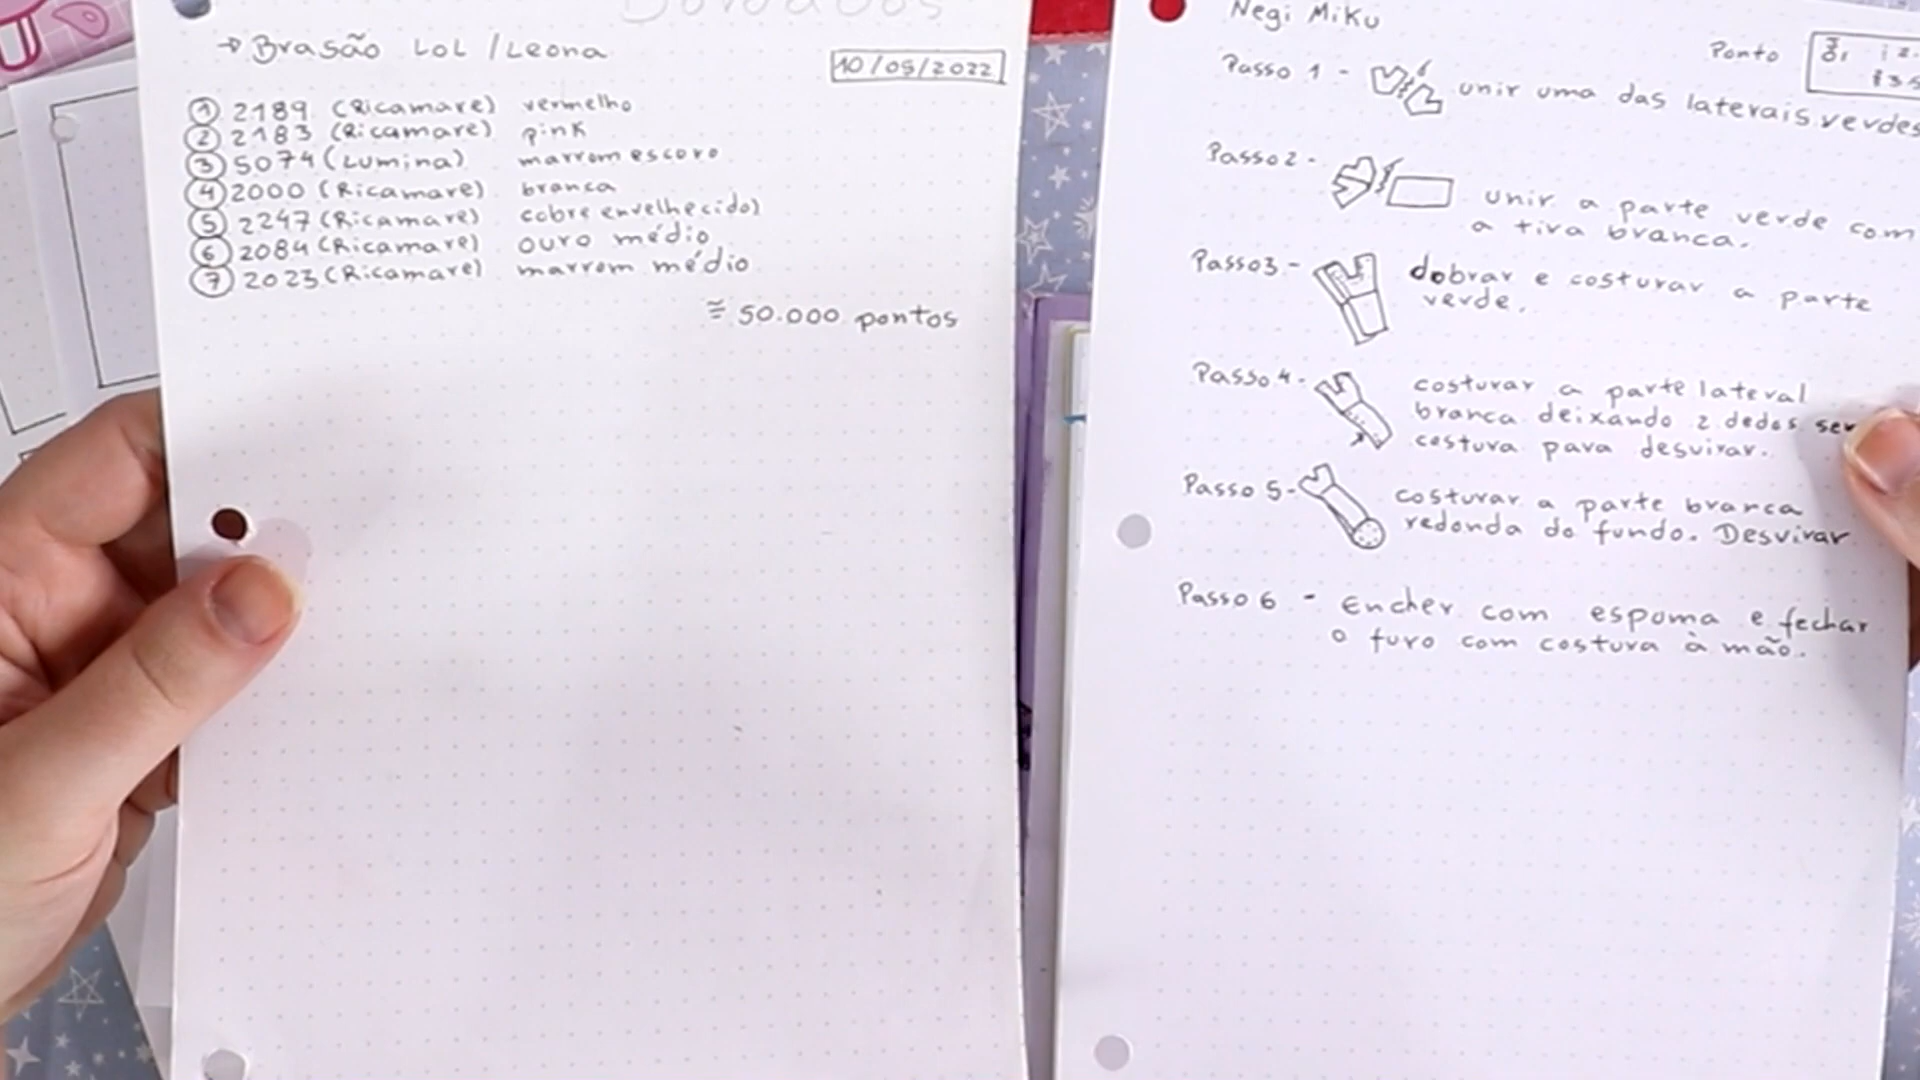 Bordados
→ Brasão LoL / Leona
10/05/2022
① 2189 (Ricamare) vermelho
② 2183 (Ricamare) pink
③ 5074 (Lumina) marrom escoro
④ 2000 (Ricamare) branca
⑤ 2247 (Ricamare) cobre envelhecido)
⑥ 2084 (Ricamare) ouro médio
⑦ 2023 (Ricamare) marrom médio
≅ 50.000 pontos
Negi Miku
Ponto
Passo 1 - unir uma das laterais verdes
Passo 2 - unir a parte verde com
a tira branca.
Passo 3 - dobrar e costurar a parte
verde.
Passo 4 - costurar a parte lateral
branca deixando 2 dedos
costura para desvirar.
Passo 5 - costurar a parte branca
redonda do fundo. Desvirar
Passo 6 - Encher com espuma e fechar
o furo com costura à mão.